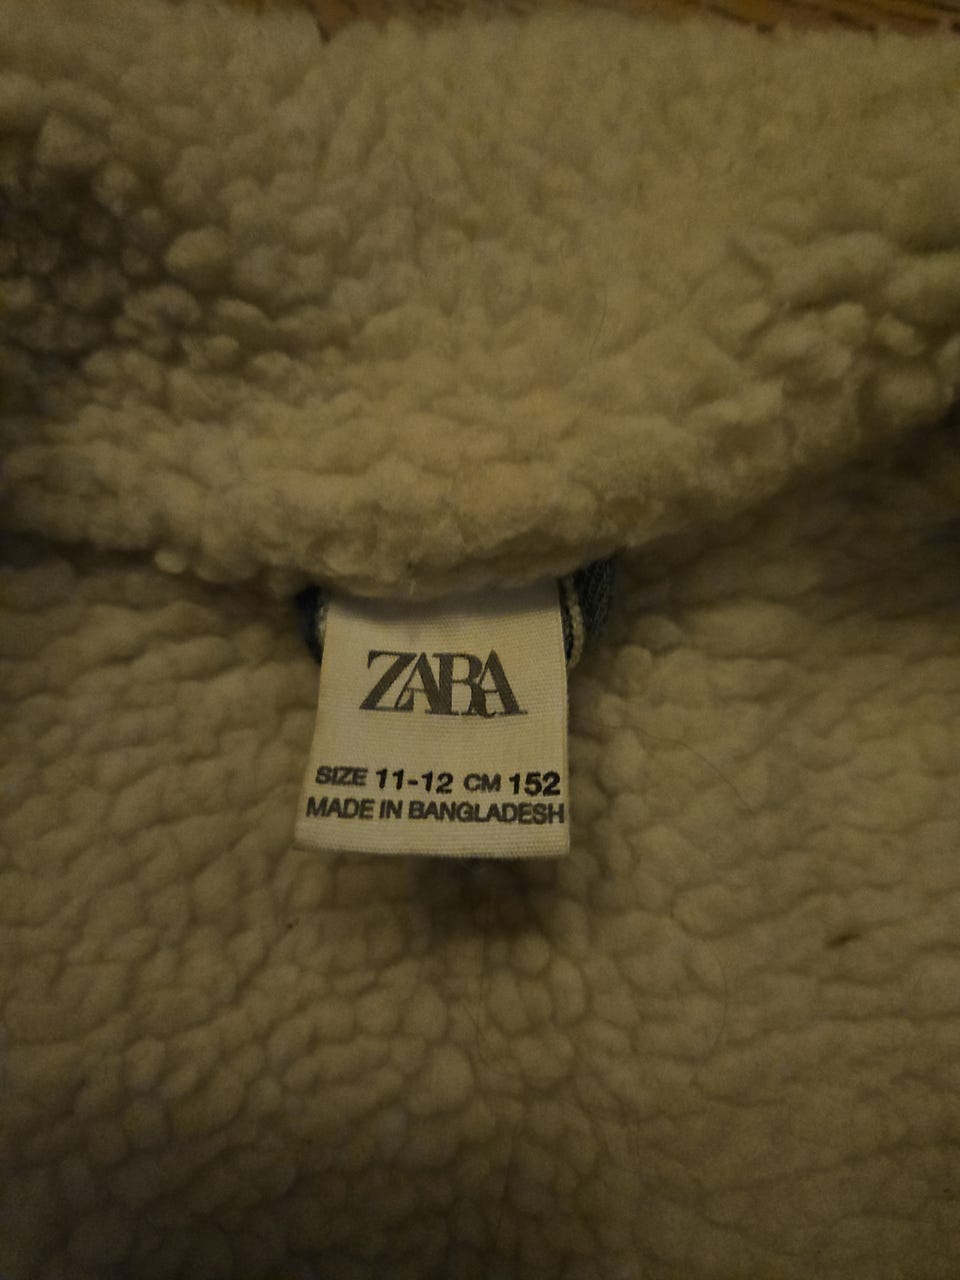 ZARA
SIZE 11-12 CM 152
MADE IN BANGLADESH